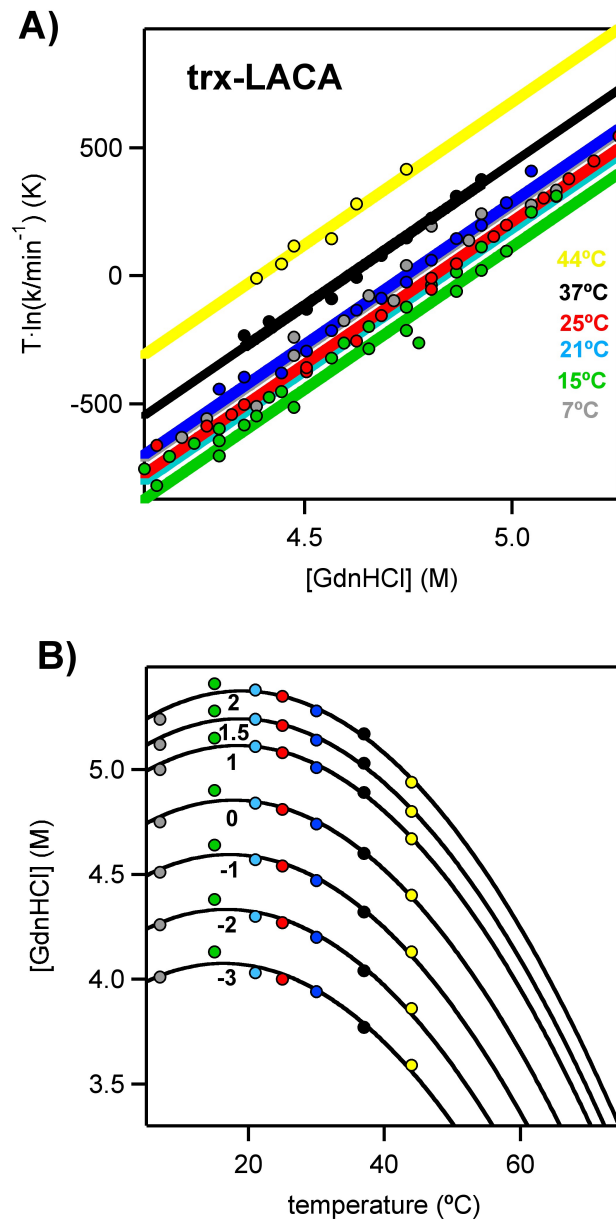 A)
trx-LACA
T·ln(k/min⁻¹) (K)
500
0
-500
44ºC
37ºC
25ºC
21ºC
15ºC
7ºC
4.5
5.0
[GdnHCl] (M)
B)
[GdnHCl] (M)
5.0
4.5
4.0
3.5
2
1.5
1
0
-1
-2
-3
20
40
60
temperature (ºC)